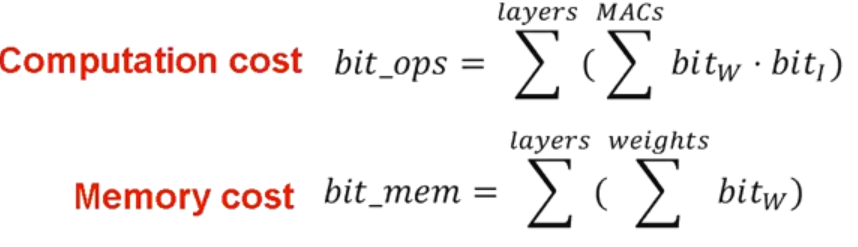 layers MACs
Computation cost bit_ops = ∑ ( ∑ bit_W · bit_I)
layers weights
Memory cost bit_mem = ∑ ( ∑ bit_W)